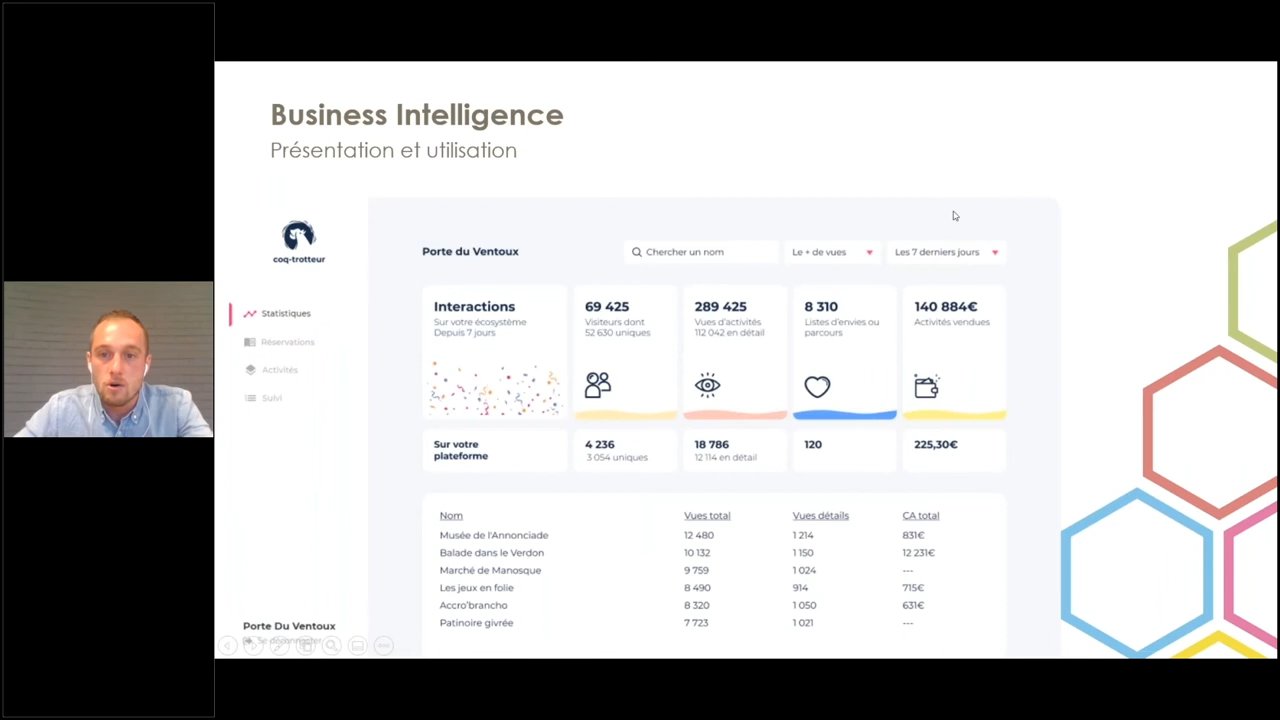 Business Intelligence
Présentation et utilisation
coq-trotteur
Statistiques
Réservations
Activités
Suivi
Porte Du Ventoux
Se déconnecter
Porte du Ventoux
Chercher un nom
Le + de vues
Les 7 derniers jours
Interactions
Sur votre écosystème
Depuis 7 jours
69 425
Visiteurs dont
52 630 uniques
289 425
Vues d'activités
112 042 en détail
8 310
Listes d'envies ou
parcours
140 884€
Activités vendues
Sur votre
plateforme
4 236
3 054 uniques
18 786
12 114 en détail
120
225,30€
Nom Vues total Vues détails CA total
Musée de l'Annonciade 12 480 1 214 831€
Balade dans le Verdon 10 132 1 150 12 231€
Marché de Manosque 9 759 1 024 ---
Les jeux en folie 8 490 914 715€
Accro'brancho 8 320 1 050 631€
Patinoire givrée 7 723 1 021 ---